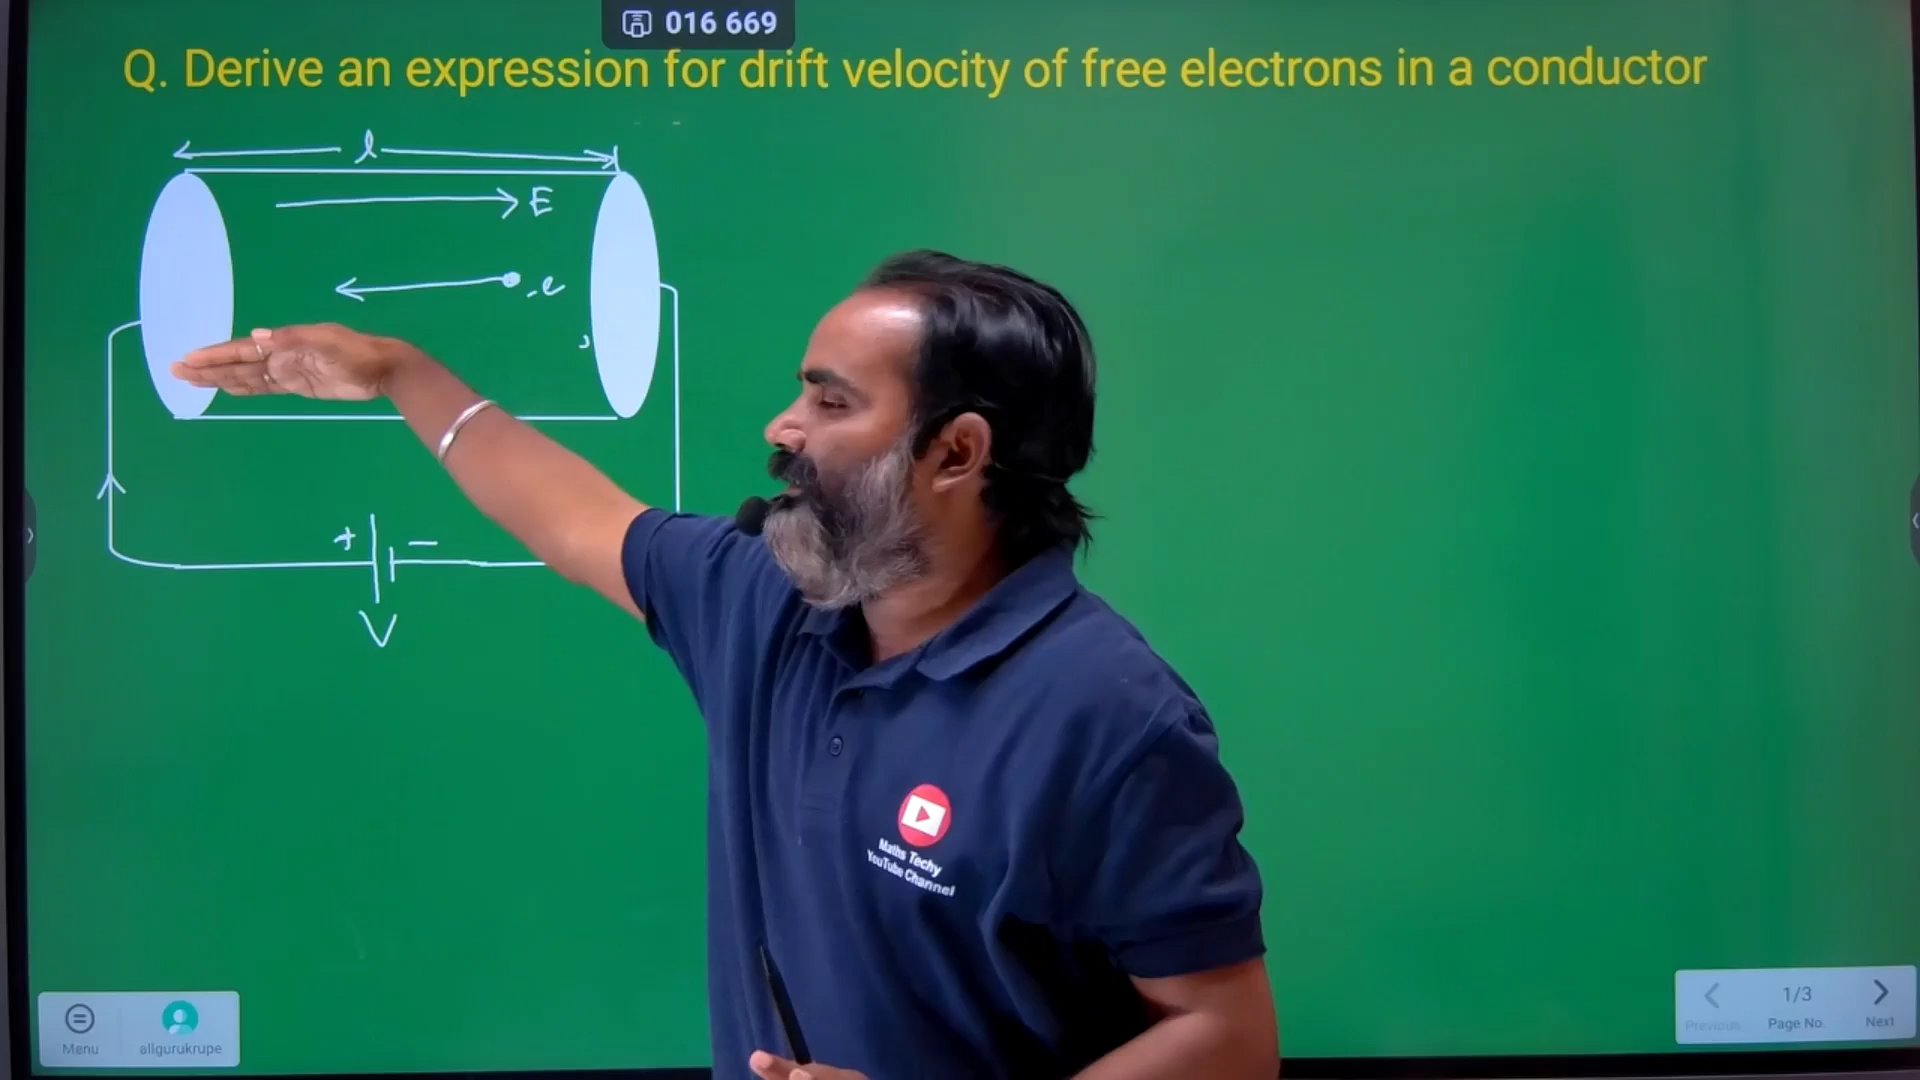 016 669
Q. Derive an expression for drift velocity of free electrons in a conductor
l
E
-e
+ −
V
Maths Techy
YouTube Channel
Menu
allgurukrupe
1/3
Previous Page No. Next